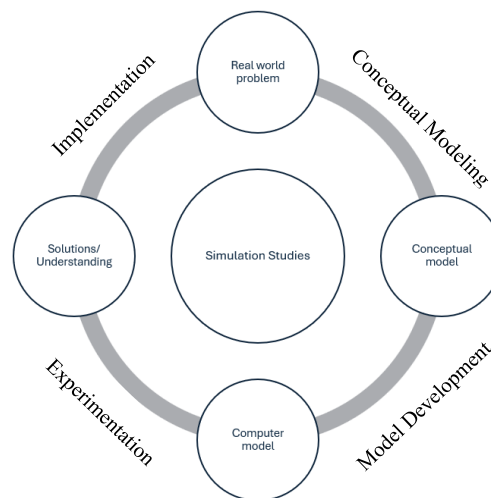 Real world
problem
Implementation
Conceptual Modeling
Solutions/
Understanding
Simulation Studies
Conceptual
model
Experimentation
Model Development
Computer
model